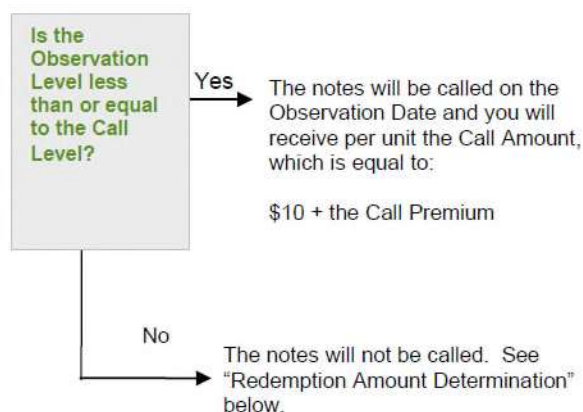 Is the
Observation
Level less
than or equal
to the Call
Level?
Yes
The notes will be called on the
Observation Date and you will
receive per unit the Call Amount,
which is equal to:
$10 + the Call Premium
No
The notes will not be called. See
“Redemption Amount Determination”
below.